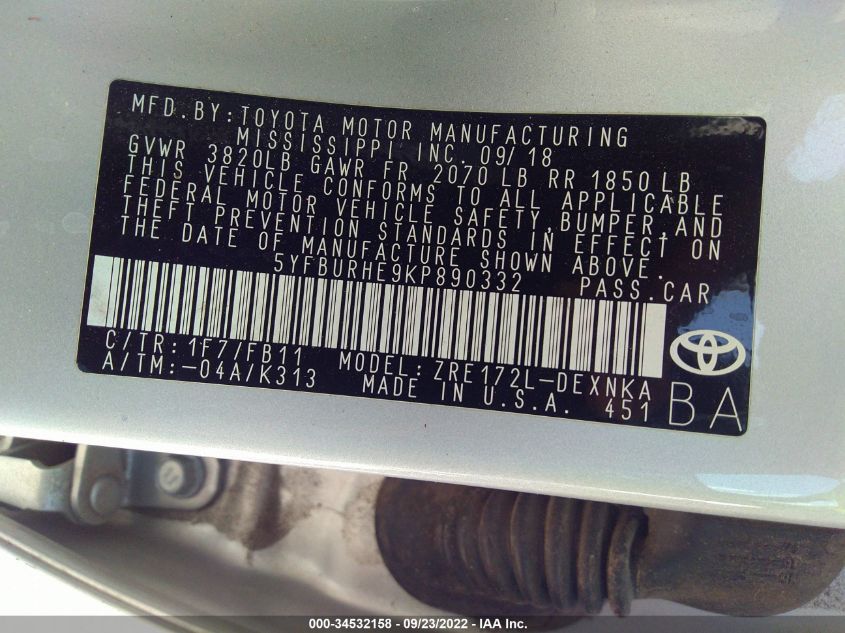 MFD. BY: TOYOTA MOTOR MANUFACTURING
MISSISSIPPI INC. 09/18
GVWR 3820LB GAWR FR 2070 LB RR 1850 LB
THIS VEHICLE CONFORMS TO ALL APPLICABLE
FEDERAL MOTOR VEHICLE SAFETY, BUMPER, AND
THEFT PREVENTION STANDARDS IN EFFECT ON
THE DATE OF MANUFACTURE SHOWN ABOVE.
5YFBURHE9KP890332 PASS. CAR
C/TR: 1F7/FB11 MODEL: ZRE172L-DEXNKA
A/TM: -04A/K313 MADE IN U.S.A. 451
BA
000-34532158 - 09/23/2022 - IAA Inc.